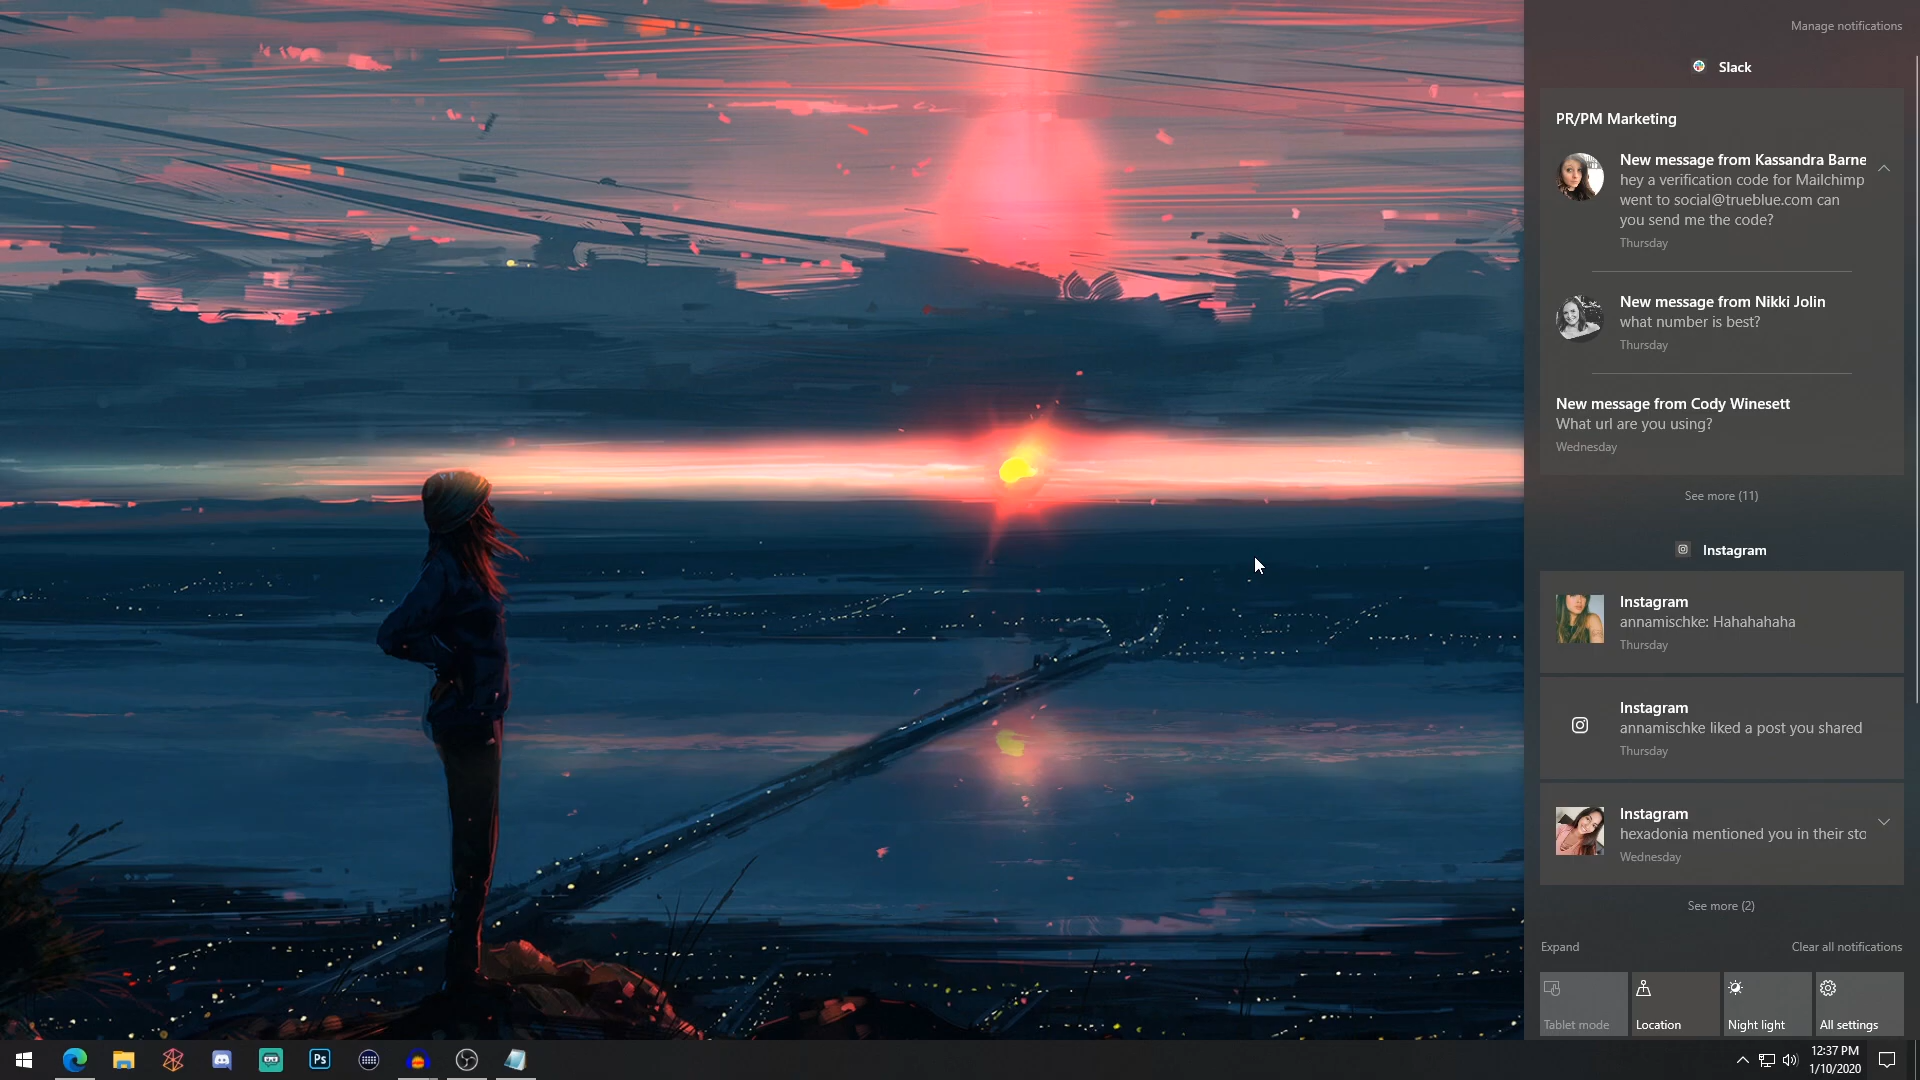 Manage notifications
Slack
PR/PM Marketing
New message from Kassandra Barne
hey a verification code for Mailchimp
went to social@trueblue.com can
you send me the code?
Thursday
New message from Nikki Jolin
what number is best?
Thursday
New message from Cody Winesett
What url are you using?
Wednesday
See more (11)
Instagram
Instagram
annamischke: Hahahahaha
Thursday
Instagram
annamischke liked a post you shared
Thursday
Instagram
hexadonia mentioned you in their sto
Wednesday
See more (2)
Expand
Clear all notifications
Tablet mode
Location
Night light
All settings
Ps
12:37 PM
1/10/2020